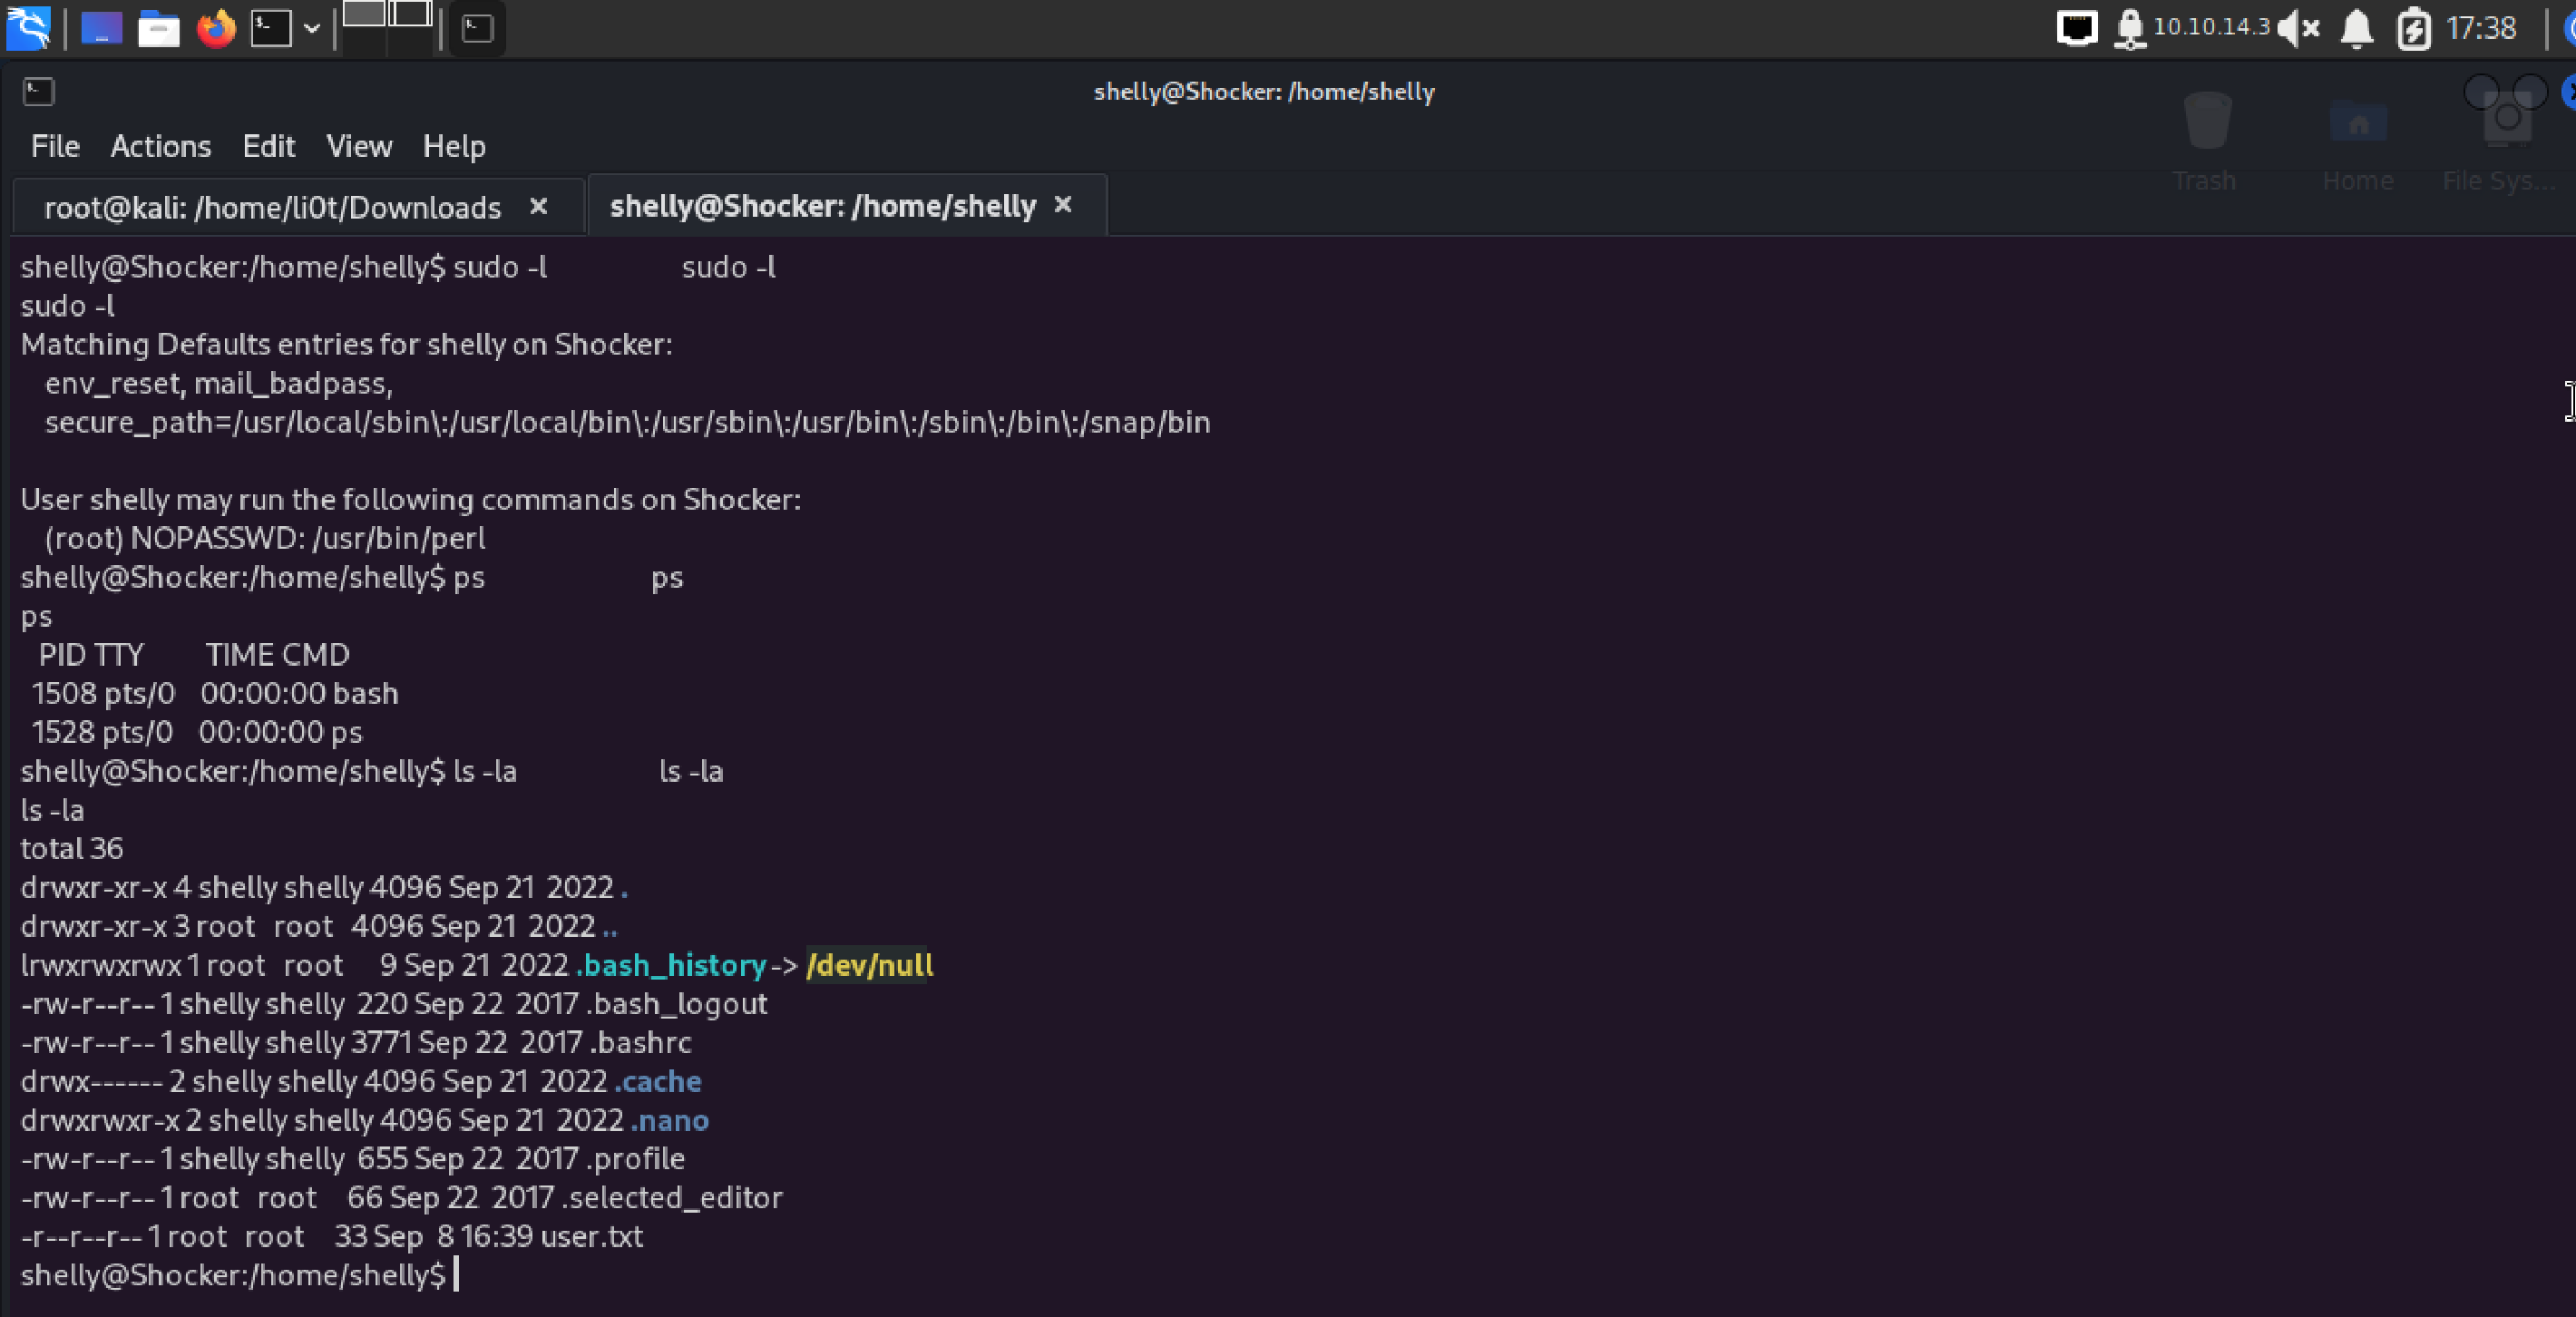 10.10.14.3 17:38
shelly@Shocker: /home/shelly
Trash Home File Sys...
File Actions Edit View Help
root@kali: /home/li0t/Downloads × shelly@Shocker: /home/shelly ×
shelly@Shocker:/home/shelly$ sudo -l sudo -l
sudo -l
Matching Defaults entries for shelly on Shocker:
env_reset, mail_badpass,
secure_path=/usr/local/sbin\:/usr/local/bin\:/usr/sbin\:/usr/bin\:/sbin\:/bin\:/snap/bin
User shelly may run the following commands on Shocker:
(root) NOPASSWD: /usr/bin/perl
shelly@Shocker:/home/shelly$ ps ps
ps
PID TTY TIME CMD
1508 pts/0 00:00:00 bash
1528 pts/0 00:00:00 ps
shelly@Shocker:/home/shelly$ ls -la ls -la
ls -la
total 36
drwxr-xr-x 4 shelly shelly 4096 Sep 21 2022 .
drwxr-xr-x 3 root root 4096 Sep 21 2022 ..
lrwxrwxrwx 1 root root 9 Sep 21 2022 .bash_history -> /dev/null
-rw-r--r-- 1 shelly shelly 220 Sep 22 2017 .bash_logout
-rw-r--r-- 1 shelly shelly 3771 Sep 22 2017 .bashrc
drwx------ 2 shelly shelly 4096 Sep 21 2022 .cache
drwxrwxr-x 2 shelly shelly 4096 Sep 21 2022 .nano
-rw-r--r-- 1 shelly shelly 655 Sep 22 2017 .profile
-rw-r--r-- 1 root root 66 Sep 22 2017 .selected_editor
-r--r--r-- 1 root root 33 Sep 8 16:39 user.txt
shelly@Shocker:/home/shelly$